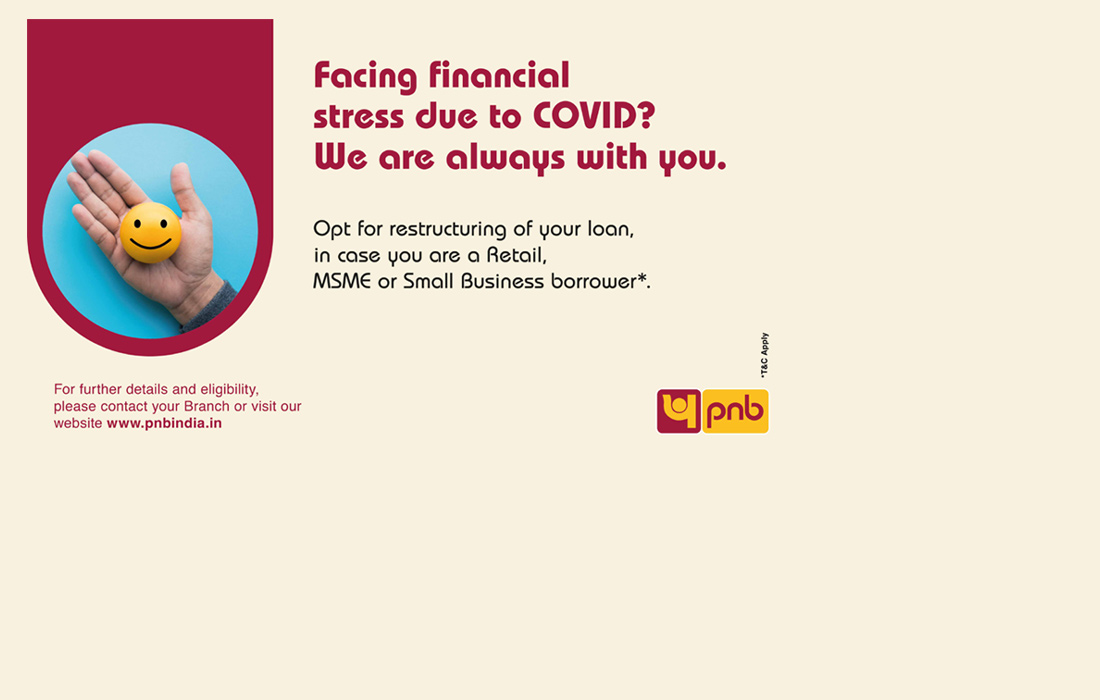 Facing financial
stress due to COVID?
We are always with you.
Opt for restructuring of your loan,
in case you are a Retail,
MSME or Small Business borrower*.
*T&C Apply
For further details and eligibility,
please contact your Branch or visit our
website www.pnbindia.in
pnb